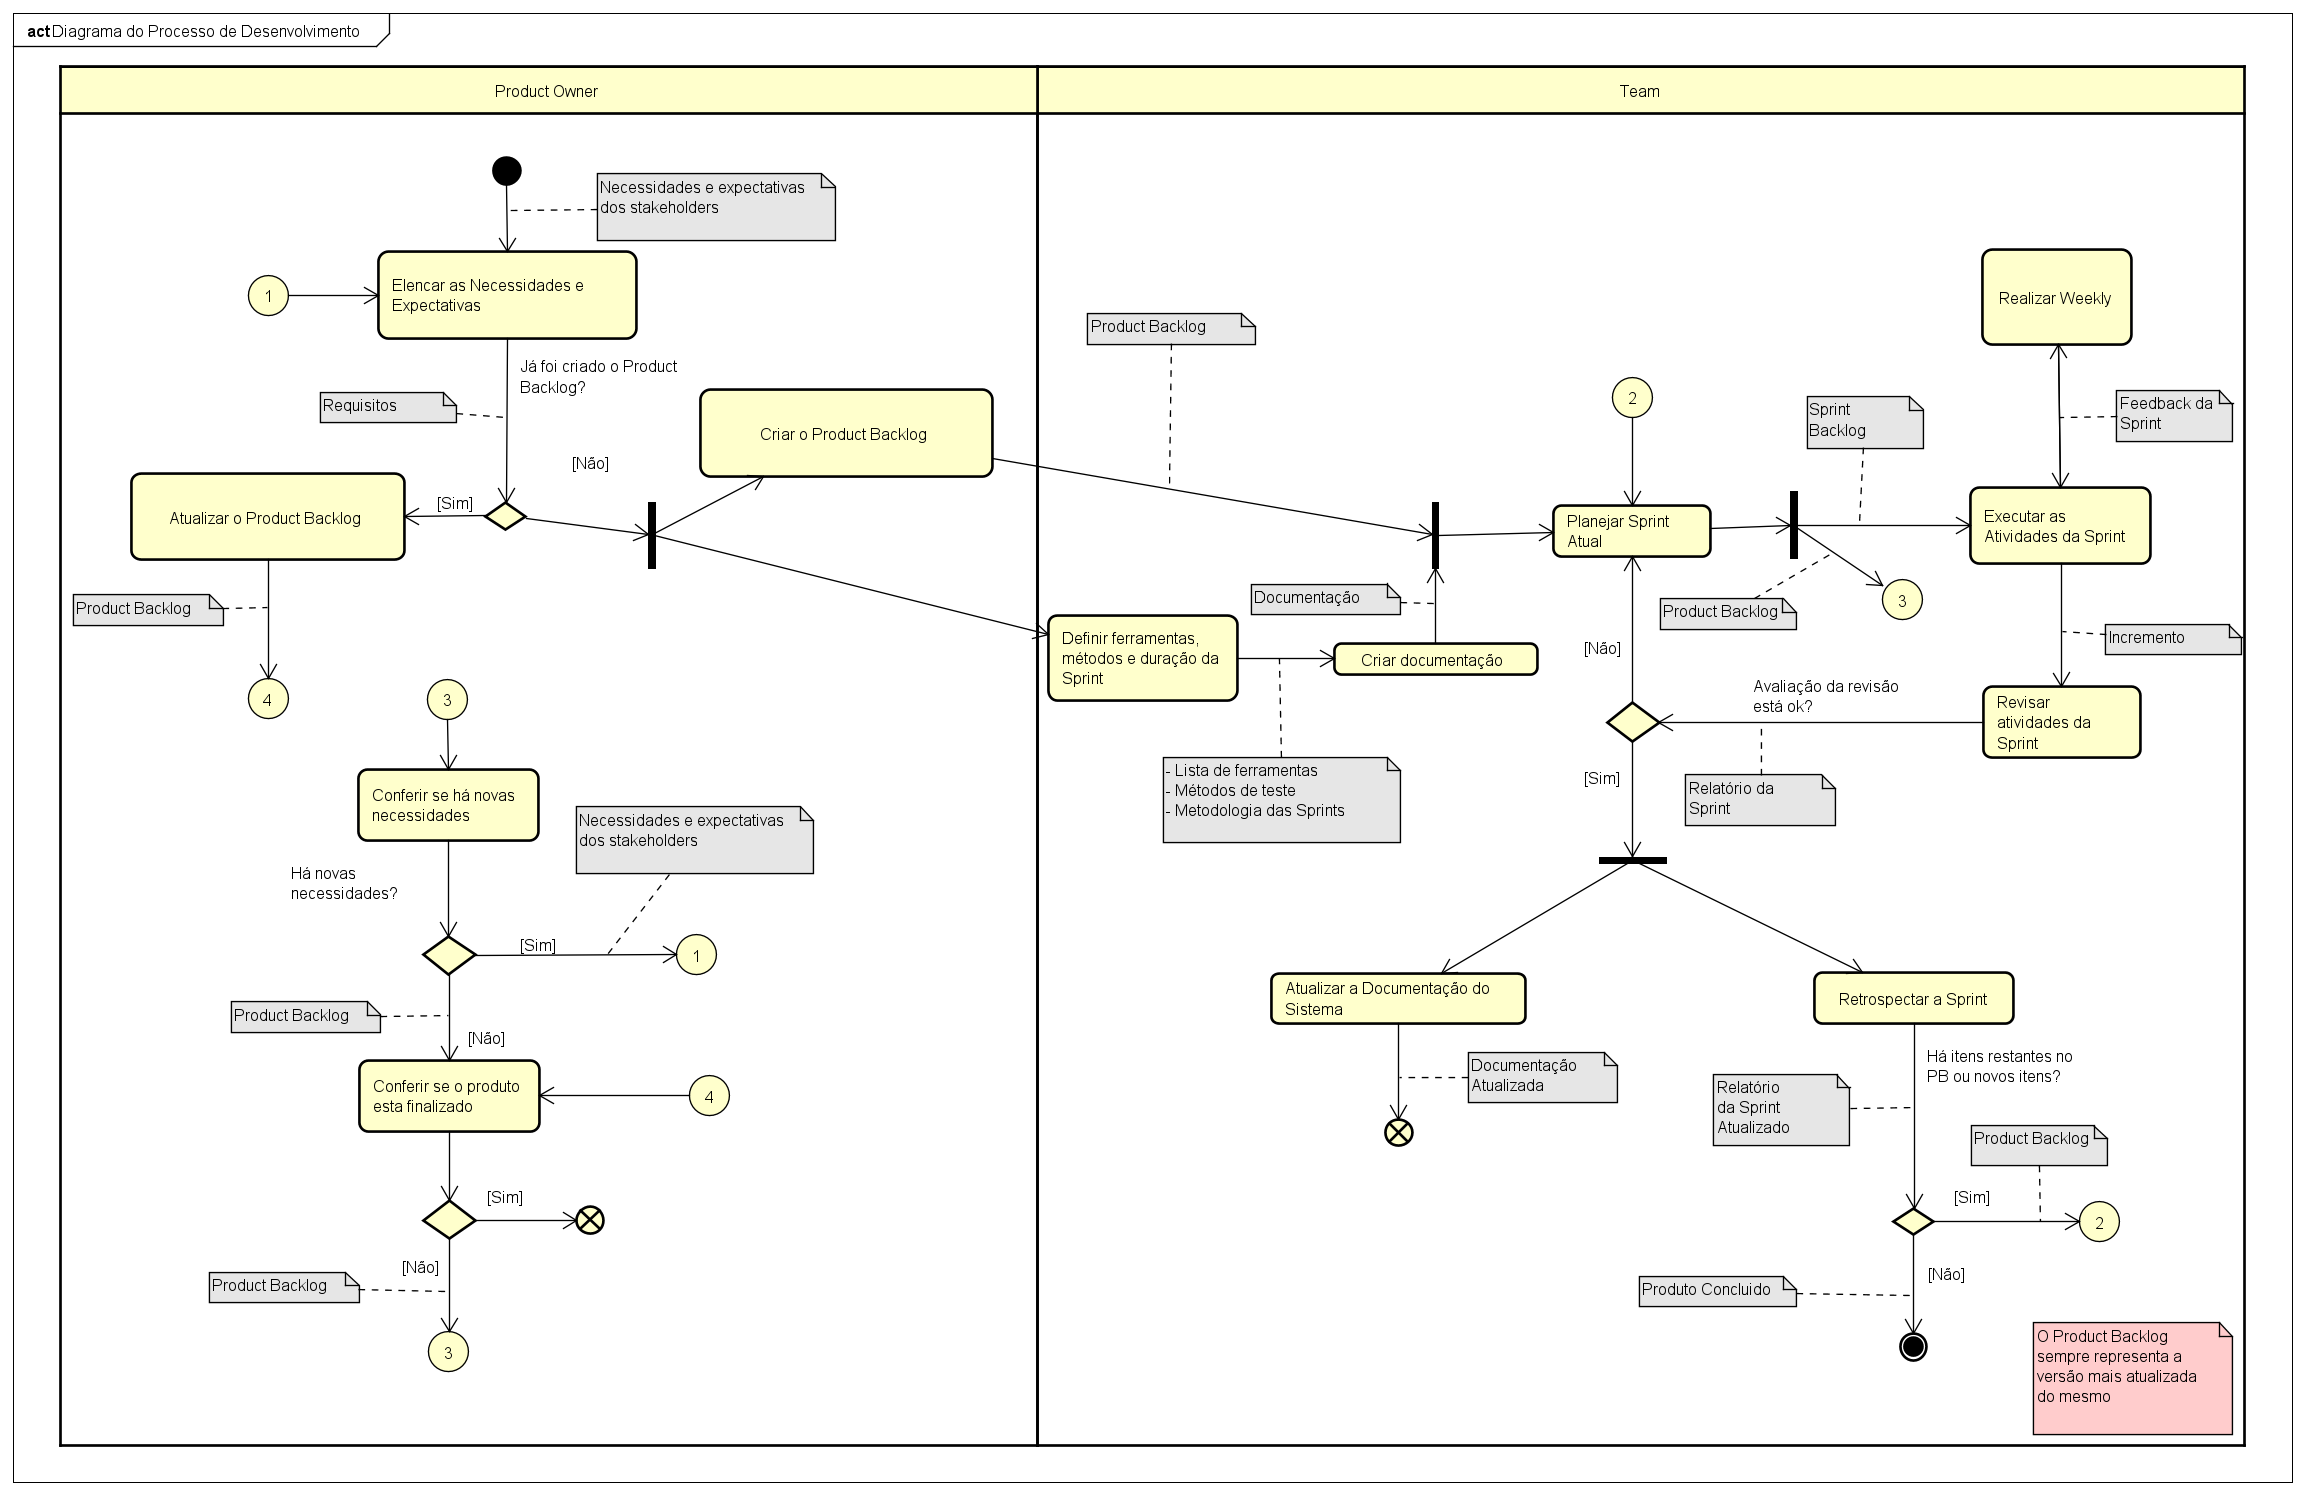 act Diagrama do Processo de Desenvolvimento
Product Owner
Team
Necessidades e expectativas
dos stakeholders
Elencar as Necessidades e
Expectativas
1
Já foi criado o Product
Backlog?
Requisitos
[Não]
Criar o Product Backlog
[Sim]
Atualizar o Product Backlog
Product Backlog
4
3
Conferir se há novas
necessidades
Necessidades e expectativas
dos stakeholders
Há novas
necessidades?
[Sim]
1
Product Backlog
[Não]
Conferir se o produto
esta finalizado
4
[Sim]
[Não]
Product Backlog
3
Product Backlog
Realizar Weekly
2
Sprint
Backlog
Feedback da
Sprint
Planejar Sprint
Atual
Executar as
Atividades da Sprint
Documentação
Product Backlog
3
Definir ferramentas,
métodos e duração da
Sprint
Criar documentação
[Não]
Incremento
Avaliação da revisão
está ok?
Revisar
atividades da
Sprint
- Lista de ferramentas
- Métodos de teste
- Metodologia das Sprints
[Sim]
Relatório da
Sprint
Atualizar a Documentação do
Sistema
Retrospectar a Sprint
Documentação
Atualizada
Há itens restantes no
PB ou novos itens?
Relatório
da Sprint
Atualizado
Product Backlog
[Sim]
2
[Não]
Produto Concluido
O Product Backlog
sempre representa a
versão mais atualizada
do mesmo